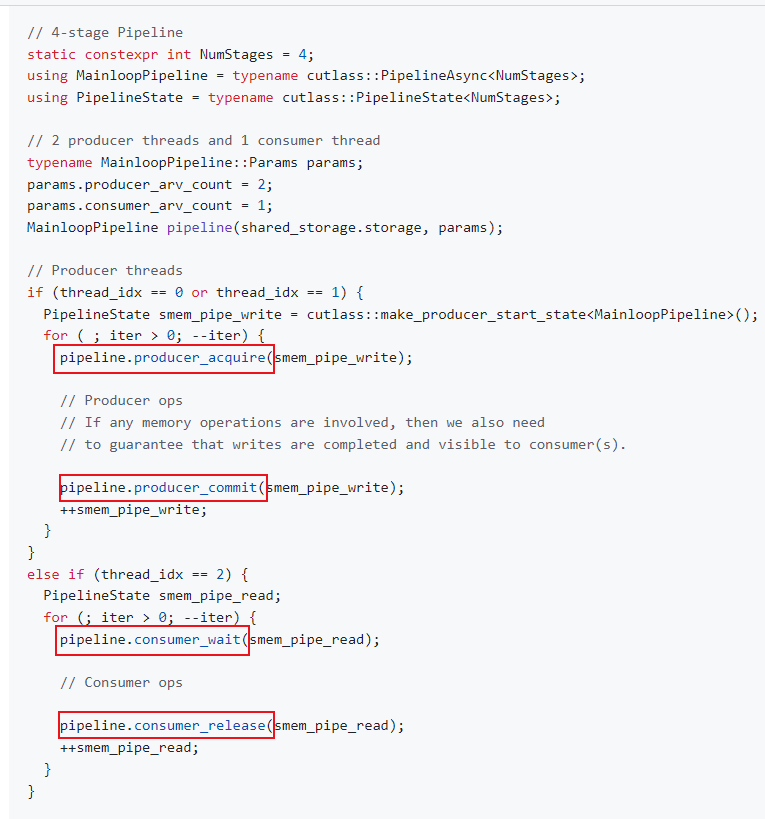 // 4-stage Pipeline
static constexpr int NumStages = 4;
using MainloopPipeline = typename cutlass::PipelineAsync<NumStages>;
using PipelineState = typename cutlass::PipelineState<NumStages>;
// 2 producer threads and 1 consumer thread
typename MainloopPipeline::Params params;
params.producer_arv_count = 2;
params.consumer_arv_count = 1;
MainloopPipeline pipeline(shared_storage.storage, params);
// Producer threads
if (thread_idx == 0 or thread_idx == 1) {
PipelineState smem_pipe_write = cutlass::make_producer_start_state<MainloopPipeline>();
for ( ; iter > 0; --iter) {
pipeline.producer_acquire(smem_pipe_write);
// Producer ops
// If any memory operations are involved, then we also need
// to guarantee that writes are completed and visible to consumer(s).
pipeline.producer_commit(smem_pipe_write);
++smem_pipe_write;
}
}
else if (thread_idx == 2) {
PipelineState smem_pipe_read;
for (; iter > 0; --iter) {
pipeline.consumer_wait(smem_pipe_read);
// Consumer ops
pipeline.consumer_release(smem_pipe_read);
++smem_pipe_read;
}
}